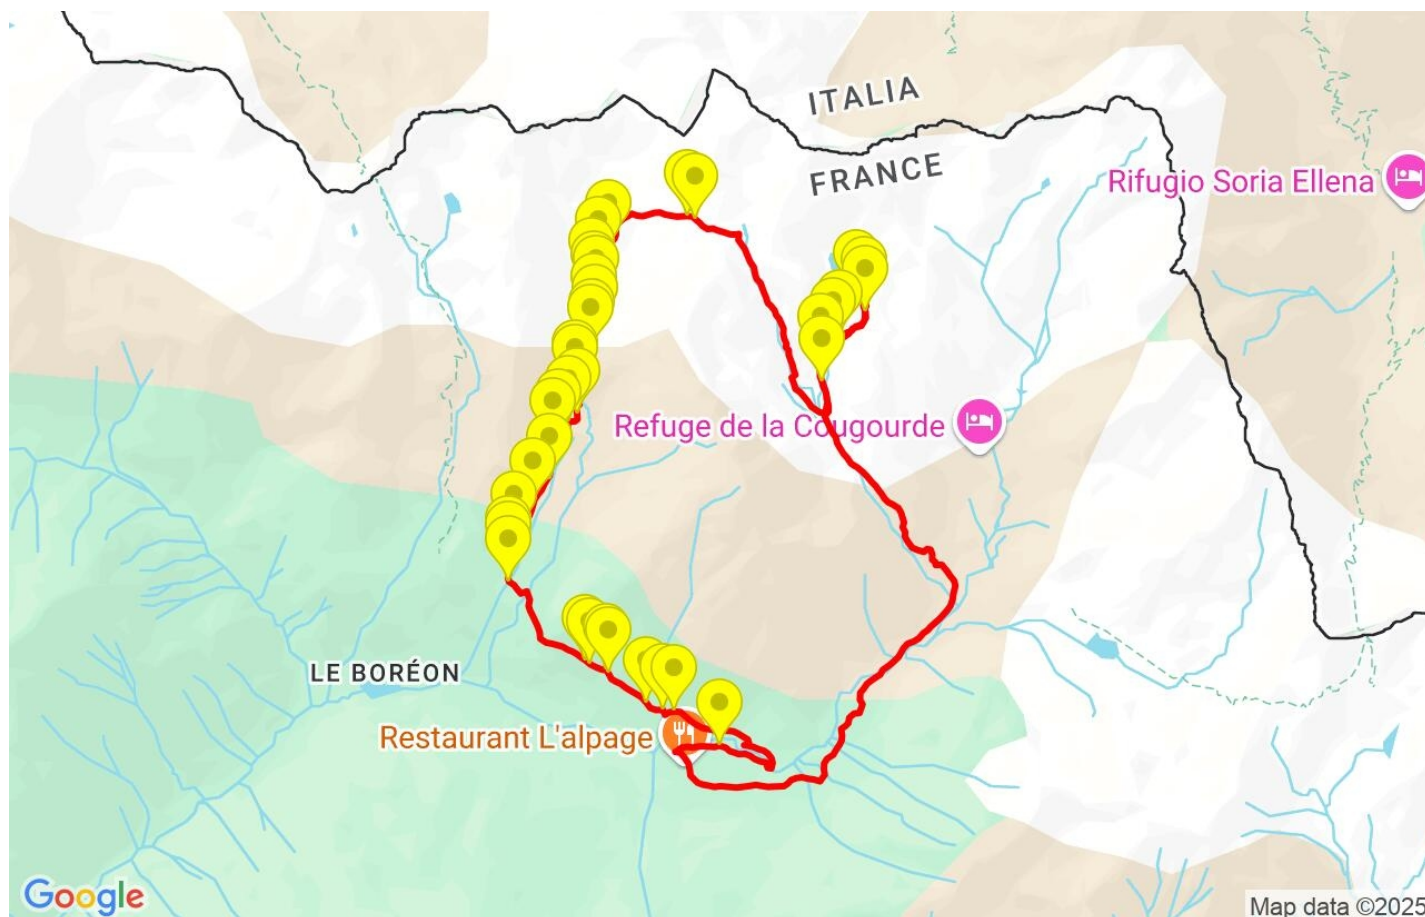 ITALIA
FRANCE
Rifugio Soria Ellena
Refuge de la Cougourde
LE BORÉON
Restaurant L'alpage
Google
Map data ©2025